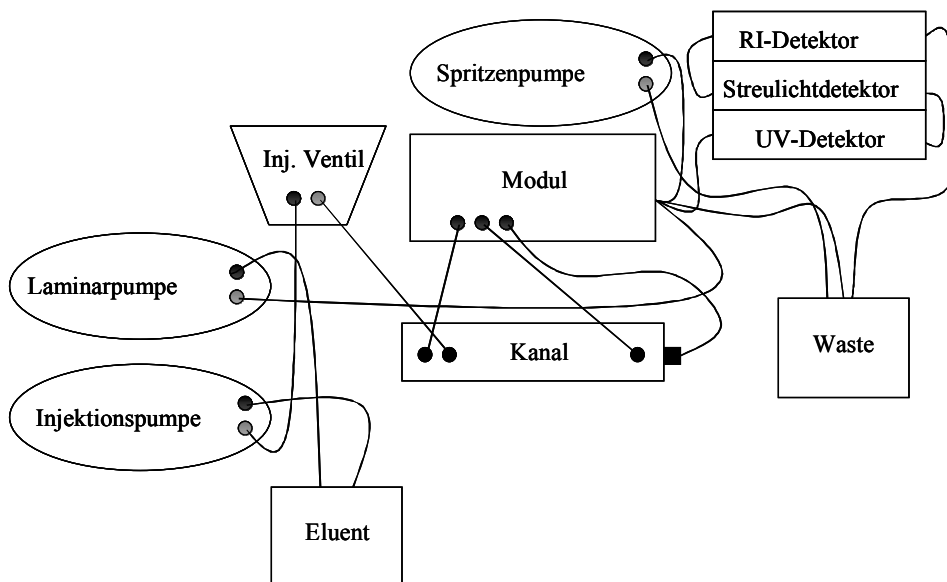 RI-Detektor
Spritzenpumpe
Streulichtdetektor
UV-Detektor
Inj. Ventil
Modul
Laminarpumpe
Kanal
Waste
Injektionspumpe
Eluent